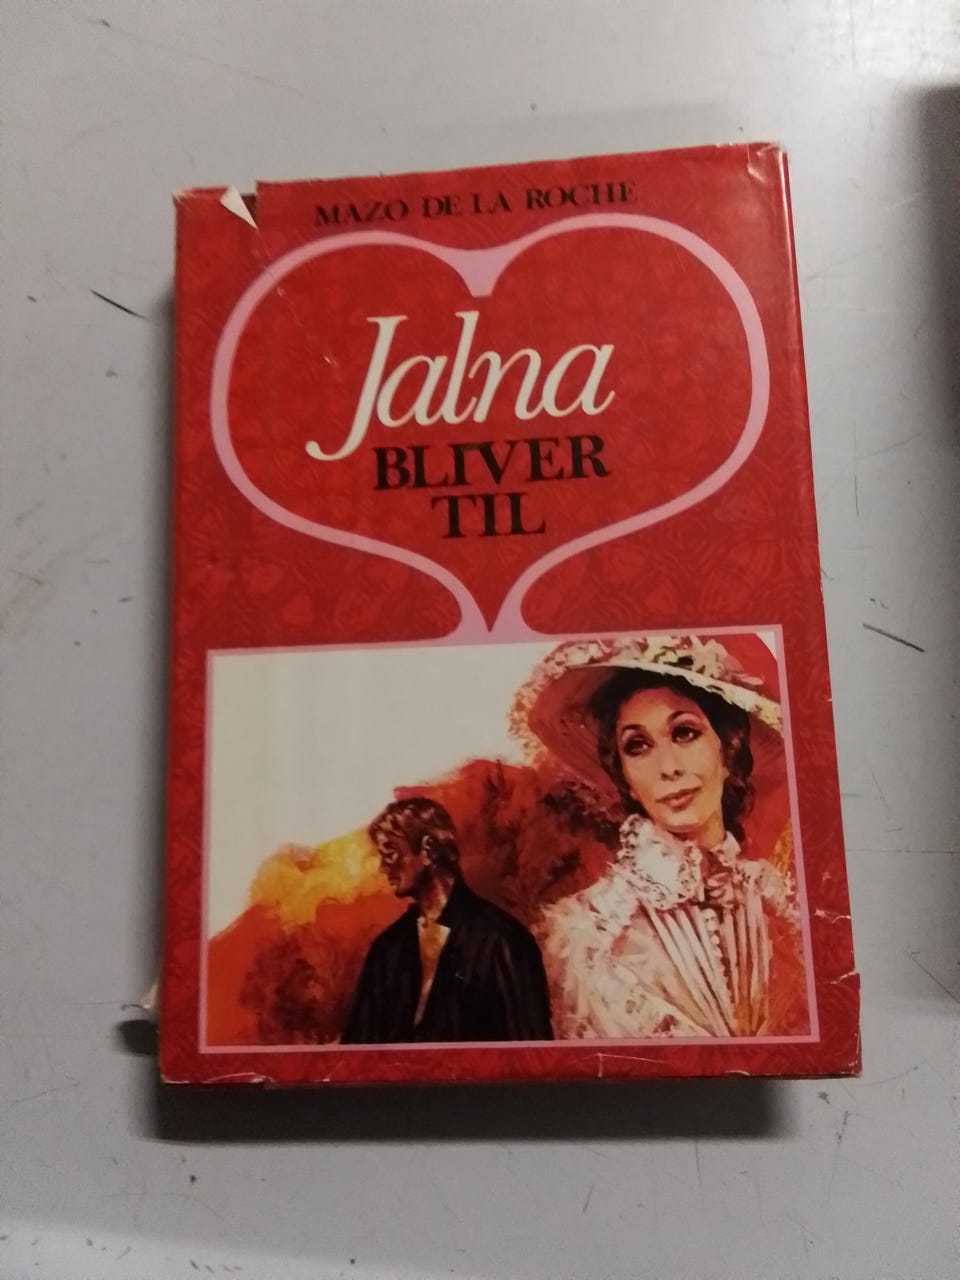 MAZO DE LA ROCHE
Jalna
BLIVER
TIL